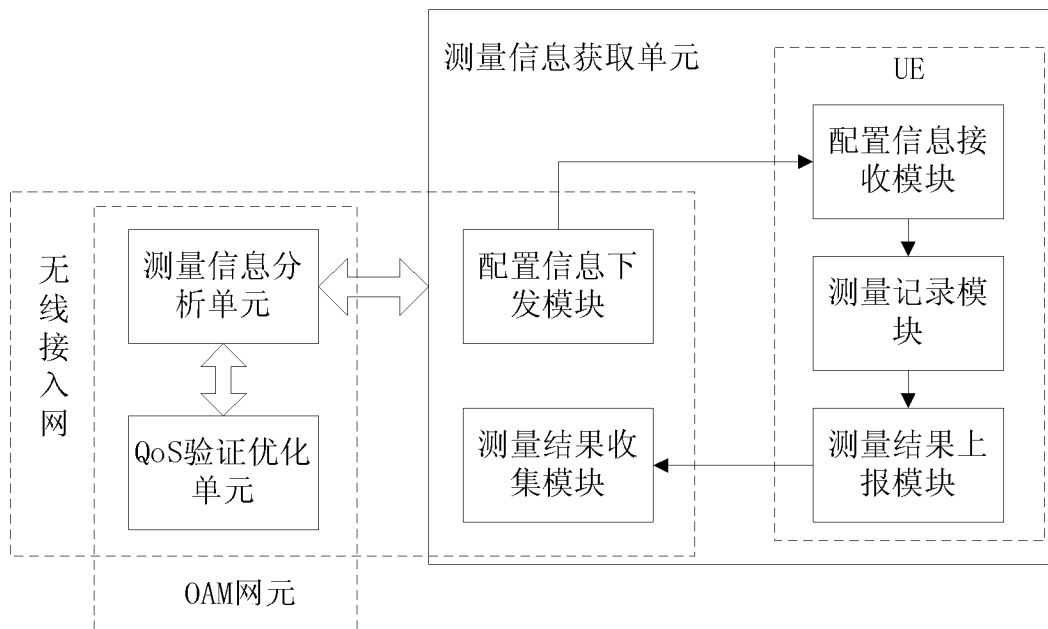 测量信息获取单元
UE
配置信息接
收模块
无线接入网
测量信息分
析单元
配置信息下
发模块
测量记录模
块
QoS验证优化
单元
测量结果收
集模块
测量结果上
报模块
OAM网元